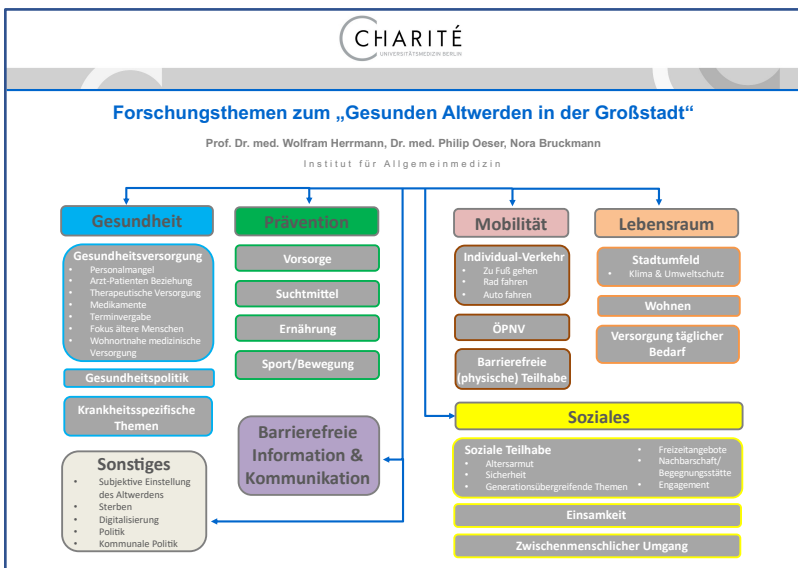 CHARITÉ
UNIVERSITÄTSMEDIZIN BERLIN
Forschungsthemen zum „Gesunden Altwerden in der Großstadt“
Prof. Dr. med. Wolfram Herrmann, Dr. med. Philip Oeser, Nora Bruckmann
Institut für Allgemeinmedizin
Gesundheit
Gesundheitsversorgung
• Personalmangel
• Arzt-Patienten Beziehung
• Therapeutische Versorgung
• Medikamente
• Terminvergabe
• Fokus ältere Menschen
• Wohnortnahe medizinische
Versorgung
Gesundheitspolitik
Krankheitsspezifische
Themen
Prävention
Vorsorge
Suchtmittel
Ernährung
Sport/Bewegung
Mobilität
Individual-Verkehr
• Zu Fuß gehen
• Rad fahren
• Auto fahren
ÖPNV
Barrierefreie
(physische) Teilhabe
Lebensraum
Stadtumfeld
• Klima & Umweltschutz
Wohnen
Versorgung täglicher
Bedarf
Sonstiges
• Subjektive Einstellung
des Altwerdens
• Sterben
• Digitalisierung
• Politik
• Kommunale Politik
Barrierefreie
Information &
Kommunikation
Soziales
Soziale Teilhabe
• Altersarmut
• Sicherheit
• Generationsübergreifende Themen
• Freizeitangebote
• Nachbarschaft/
Begegnungsstätte
• Engagement
Einsamkeit
Zwischenmenschlicher Umgang